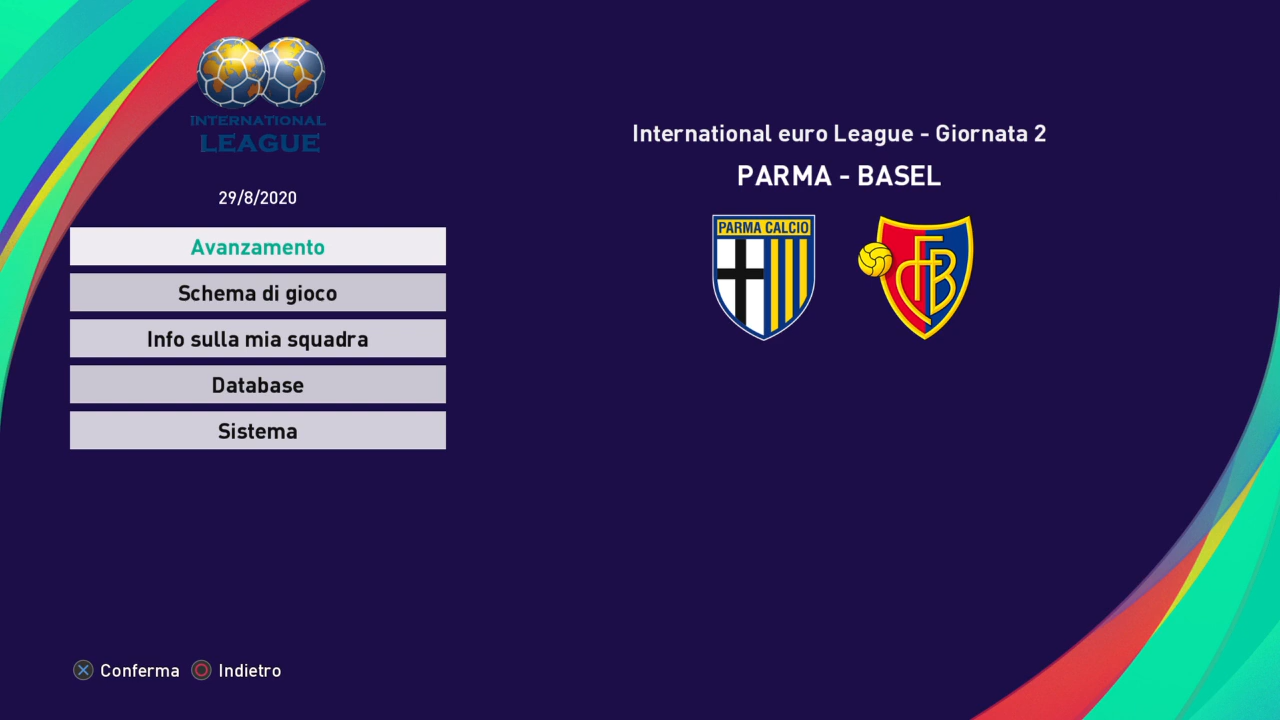 INTERNATIONAL
LEAGUE
29/8/2020
Avanzamento
Schema di gioco
Info sulla mia squadra
Database
Sistema
International euro League - Giornata 2
PARMA - BASEL
PARMA CALCIO
FCB
Conferma
Indietro